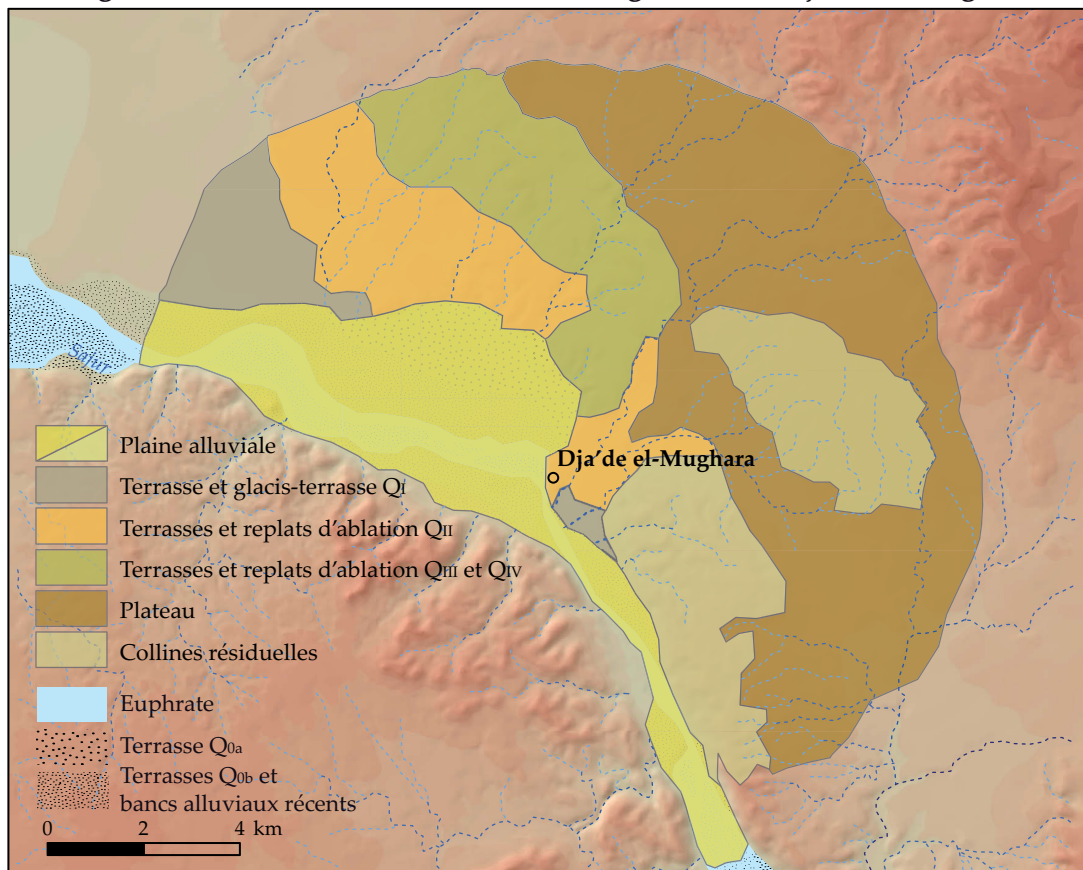 Sajur
Dja'de el-Mughara
Plaine alluviale
Terrasse et glacis-terrasse QI
Terrasses et replats d'ablation QII
Terrasses et replats d'ablation QIII et QIV
Plateau
Collines résiduelles
Euphrate
Terrasse Q0a
Terrasses Q0b et
bancs alluviaux récents
0 2 4 km